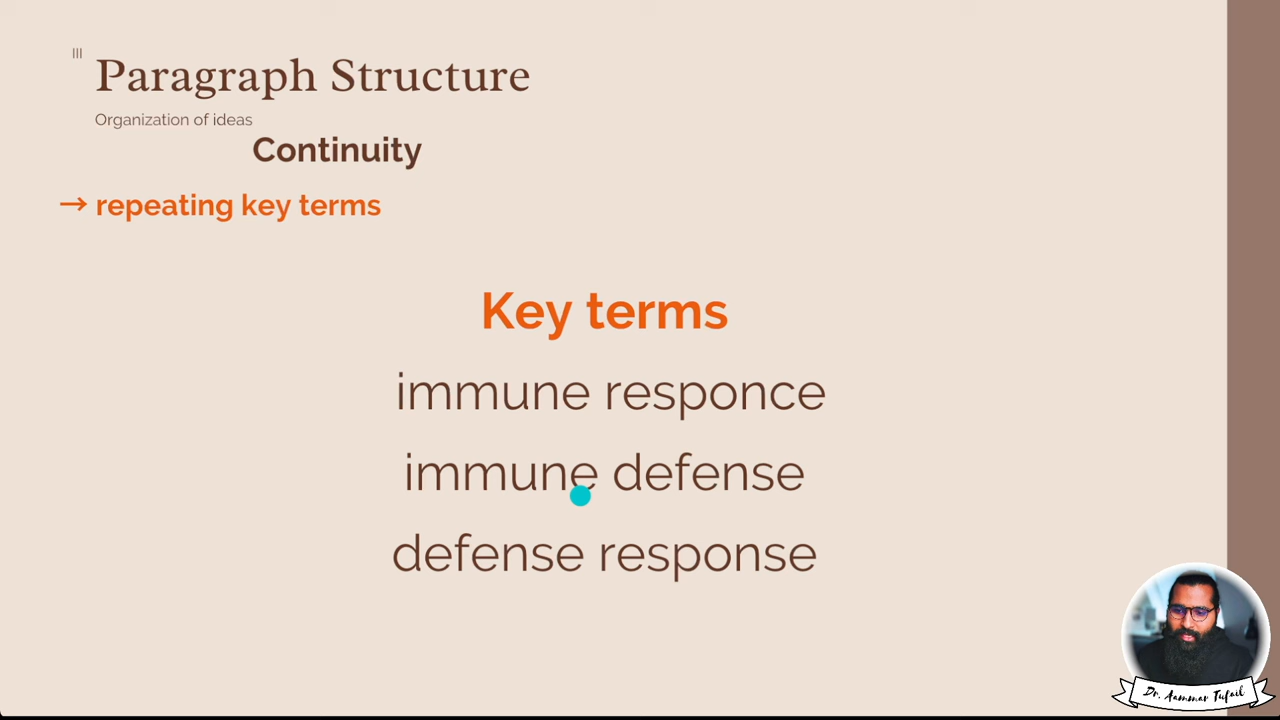 III
Paragraph Structure
Organization of ideas
Continuity
→ repeating key terms
Key terms
immune responce
immune defense
defense response
Dr. Aammar Tufail